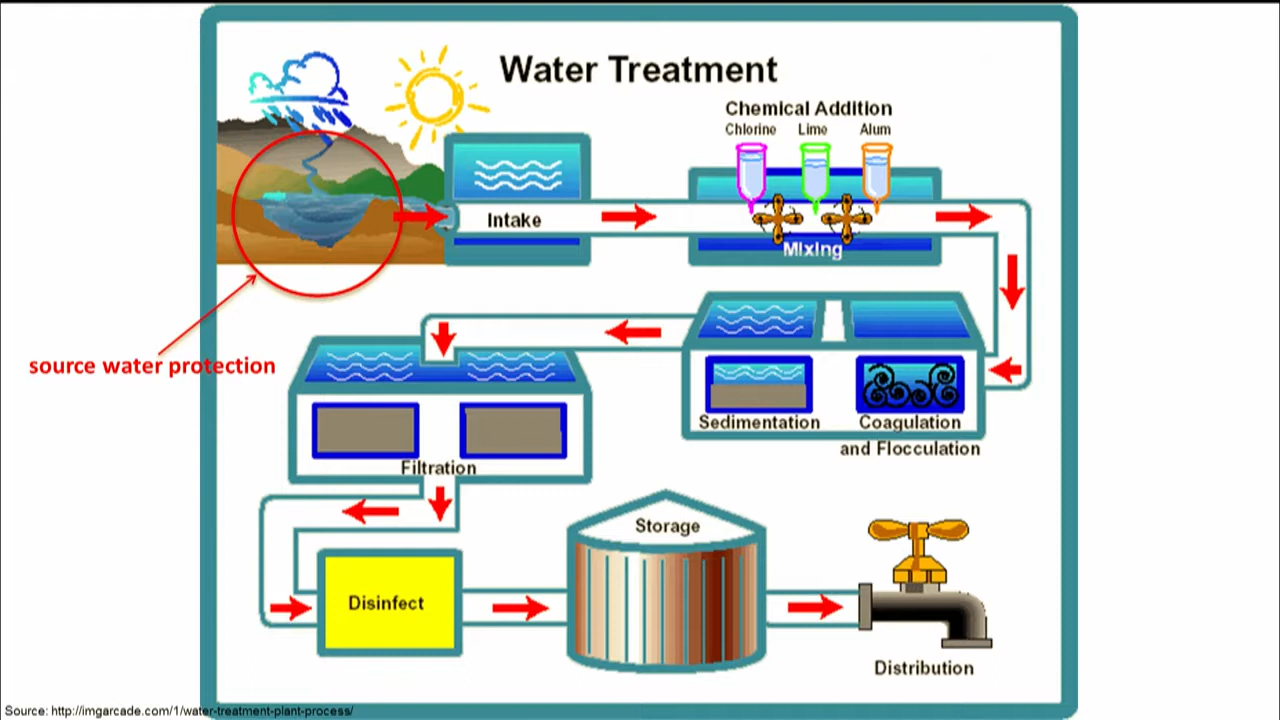 Water Treatment
Chemical Addition
Chlorine Lime Alum
Intake
Mixing
source water protection
Sedimentation
Coagulation
and Flocculation
Filtration
Storage
Disinfect
Distribution
Source: http://imgarcade.com/1/water-treatment-plant-process/